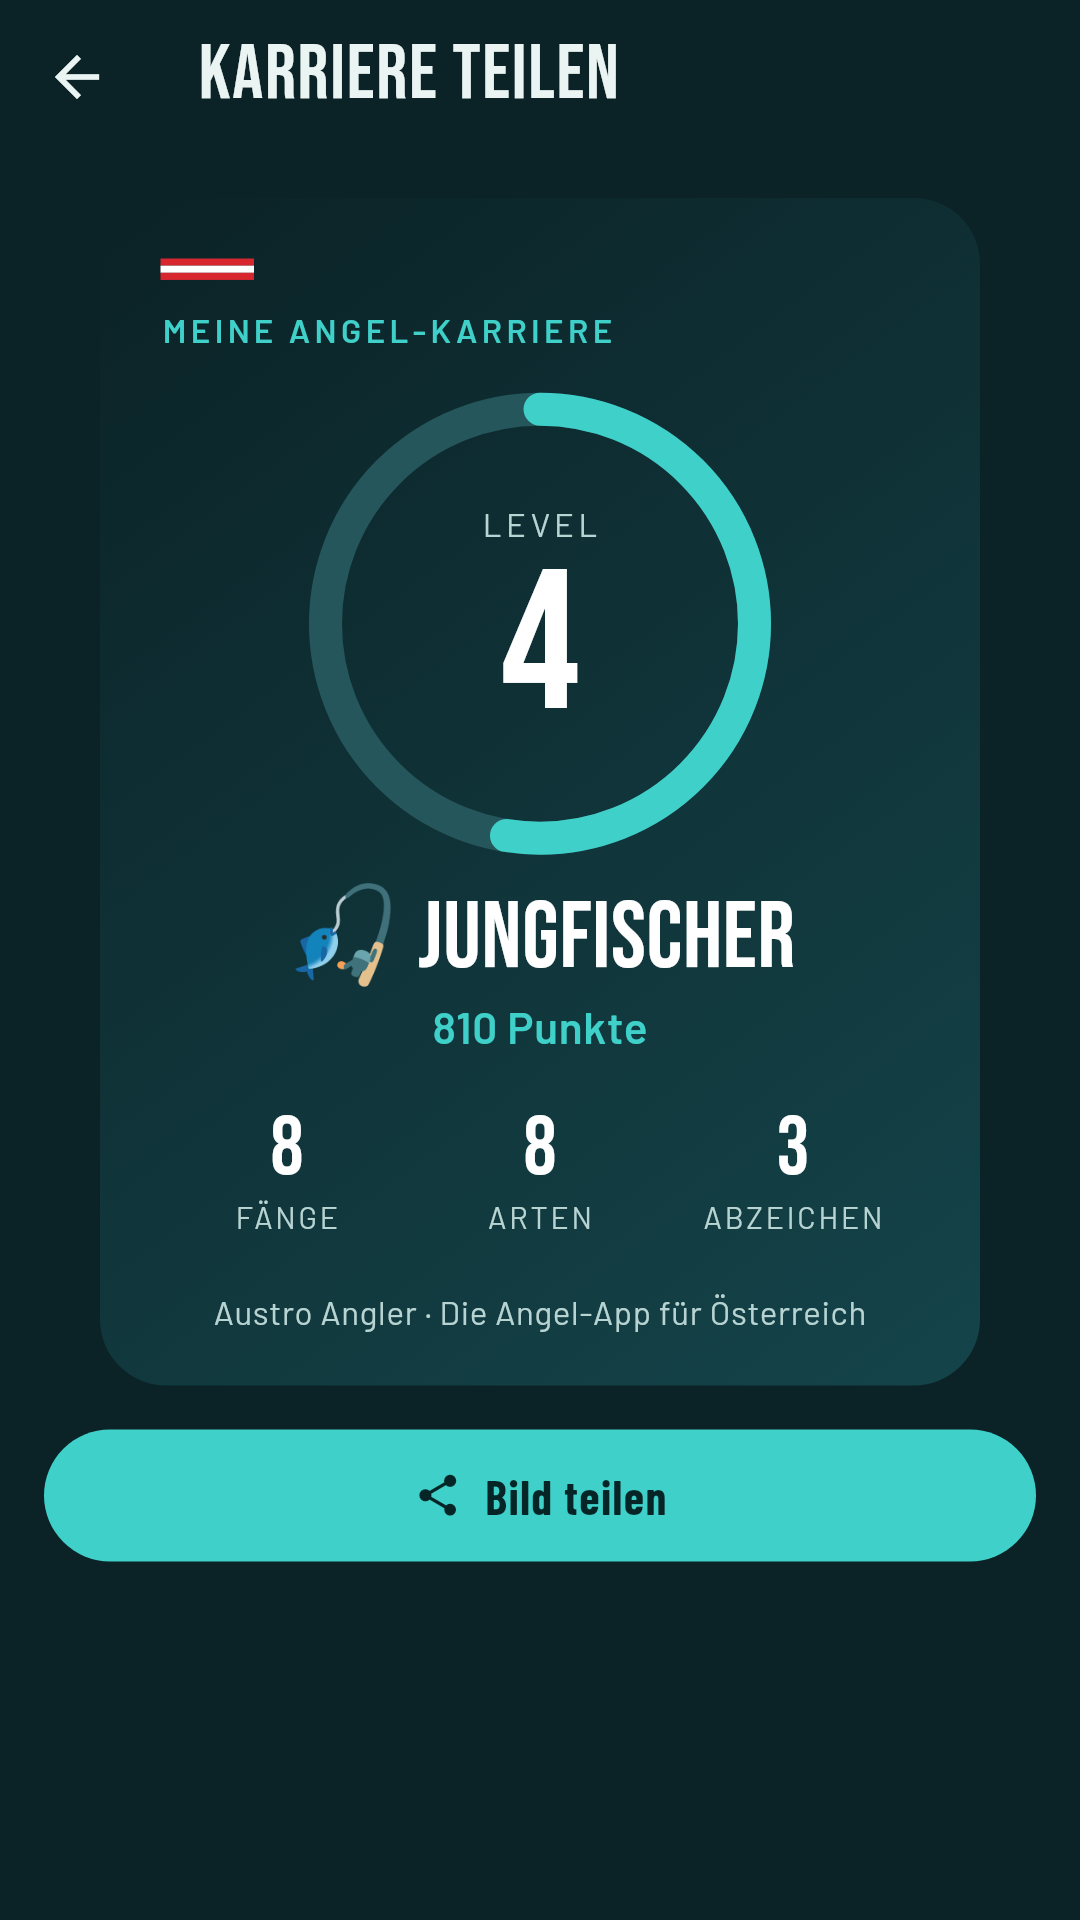 KARRIERE TEILEN
MEINE ANGEL-KARRIERE
LEVEL
4
JUNGFISCHER
810 Punkte
8 8 3
FÄNGE ARTEN ABZEICHEN
Austro Angler · Die Angel-App für Österreich
Bild teilen